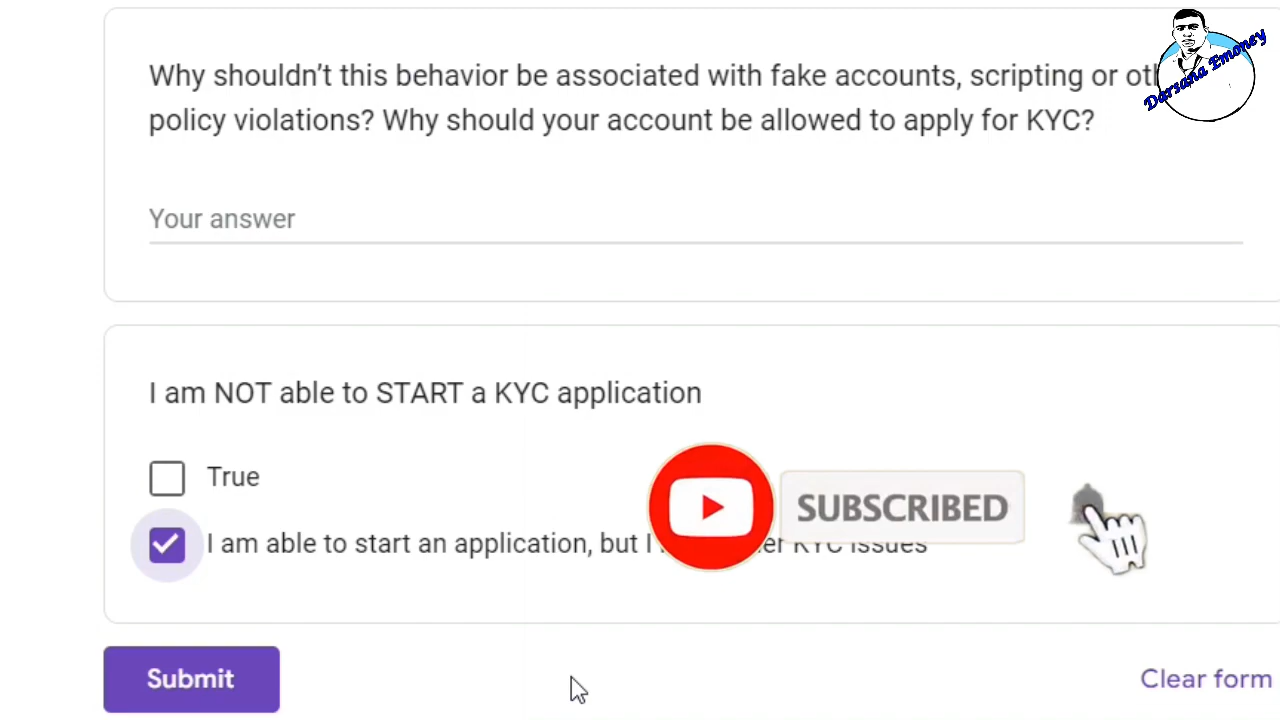 Why shouldn't this behavior be associated with fake accounts, scripting or
policy violations? Why should your account be allowed to apply for KYC?
Darsana Emoney
Your answer
I am NOT able to START a KYC application
True
SUBSCRIBED
I am able to start an application, but I KYC issues
Submit
Clear form